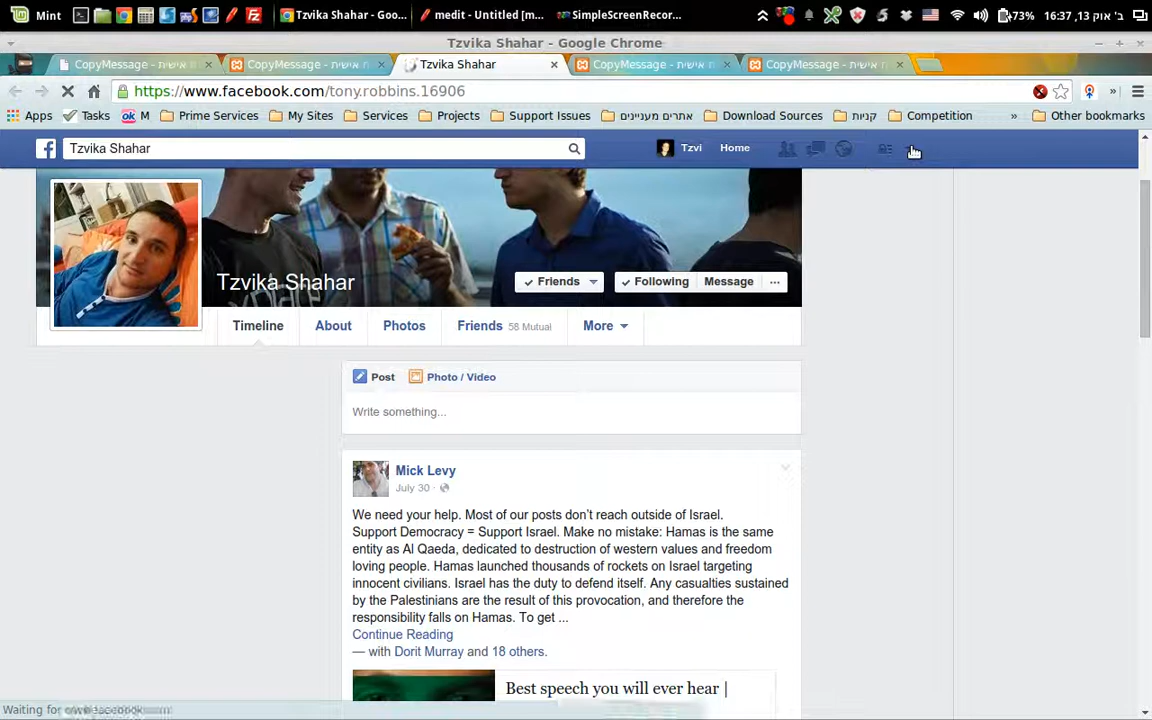 Mint
Tzvika Shahar - Goo...
medit - Untitled [m...
SimpleScreenRecor...
73%
ב' אוק 13, 16:37
Tzvika Shahar - Google Chrome
CopyMessage - אישית
CopyMessage - ת אישית
Tzvika Shahar
CopyMessage - ת אישית
CopyMessage - ת אישית
https://www.facebook.com/tony.robbins.16906
Apps
Tasks
ok M
Prime Services
My Sites
Services
Projects
Support Issues
אתרים מעניינים
Download Sources
קניות
Competition
»
Other bookmarks
Tzvika Shahar
Tzvi
Home
Tzvika Shahar
Friends
Following
Message
...
Timeline
About
Photos
Friends 58 Mutual
More
Post
Photo / Video
Write something...
Mick Levy
July 30 ·
We need your help. Most of our posts don’t reach outside of Israel.
Support Democracy = Support Israel. Make no mistake: Hamas is the same
entity as Al Qaeda, dedicated to destruction of western values and freedom
loving people. Hamas launched thousands of rockets on Israel targeting
innocent civilians. Israel has the duty to defend itself. Any casualties sustained
by the Palestinians are the result of this provocation, and therefore the
responsibility falls on Hamas. To get ...
Continue Reading
— with Dorit Murray and 18 others.
Best speech you will ever hear |
Waiting for